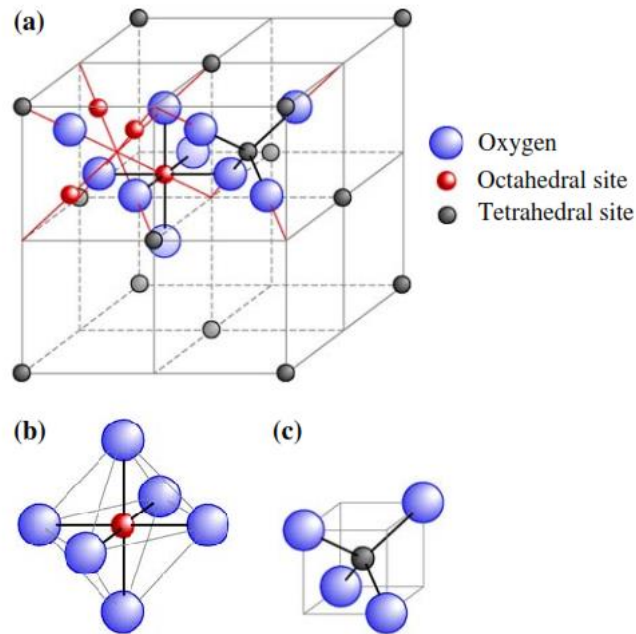 (a)
Oxygen
Octahedral site
Tetrahedral site
(b)
(c)